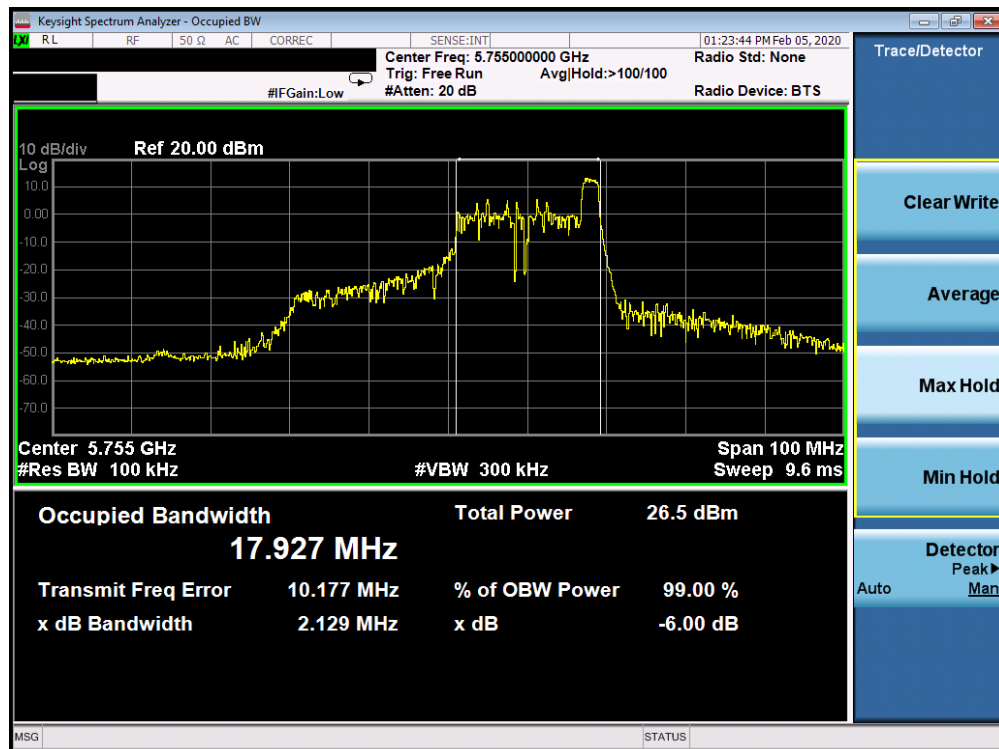 Keysight Spectrum Analyzer - Occupied BW
LXI RL RF 50 Ω AC CORREC SENSE:INT 01:23:44 PM Feb 05, 2020
Center Freq: 5.755000000 GHz Radio Std: None
Trig: Free Run Avg|Hold:>100/100
#IFGain:Low #Atten: 20 dB Radio Device: BTS
Trace/Detector
10 dB/div Ref 20.00 dBm
Log
10.0
0.00
-10.0
-20.0
-30.0
-40.0
-50.0
-60.0
-70.0
Center 5.755 GHz Span 100 MHz
#Res BW 100 kHz #VBW 300 kHz Sweep 9.6 ms
Occupied Bandwidth Total Power 26.5 dBm
17.927 MHz
Transmit Freq Error 10.177 MHz % of OBW Power 99.00 %
x dB Bandwidth 2.129 MHz x dB -6.00 dB
Clear Write
Average
Max Hold
Min Hold
Detector
Peak▶
Auto Man
MSG STATUS